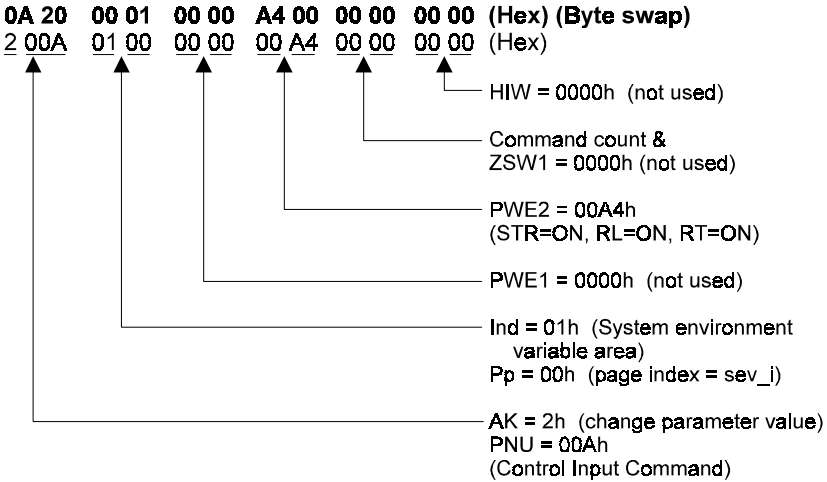 0A 20 00 01 00 00 A4 00 00 00 00 00 (Hex) (Byte swap)
2 00A 01 00 00 00 00 A4 00 00 00 00 (Hex)
HIW = 0000h (not used)
Command count &
ZSW1 = 0000h (not used)
PWE2 = 00A4h
(STR=ON, RL=ON, RT=ON)
PWE1 = 0000h (not used)
Ind = 01h (System environment
variable area)
Pp = 00h (page index = sev_i)
AK = 2h (change parameter value)
PNU = 00Ah
(Control Input Command)